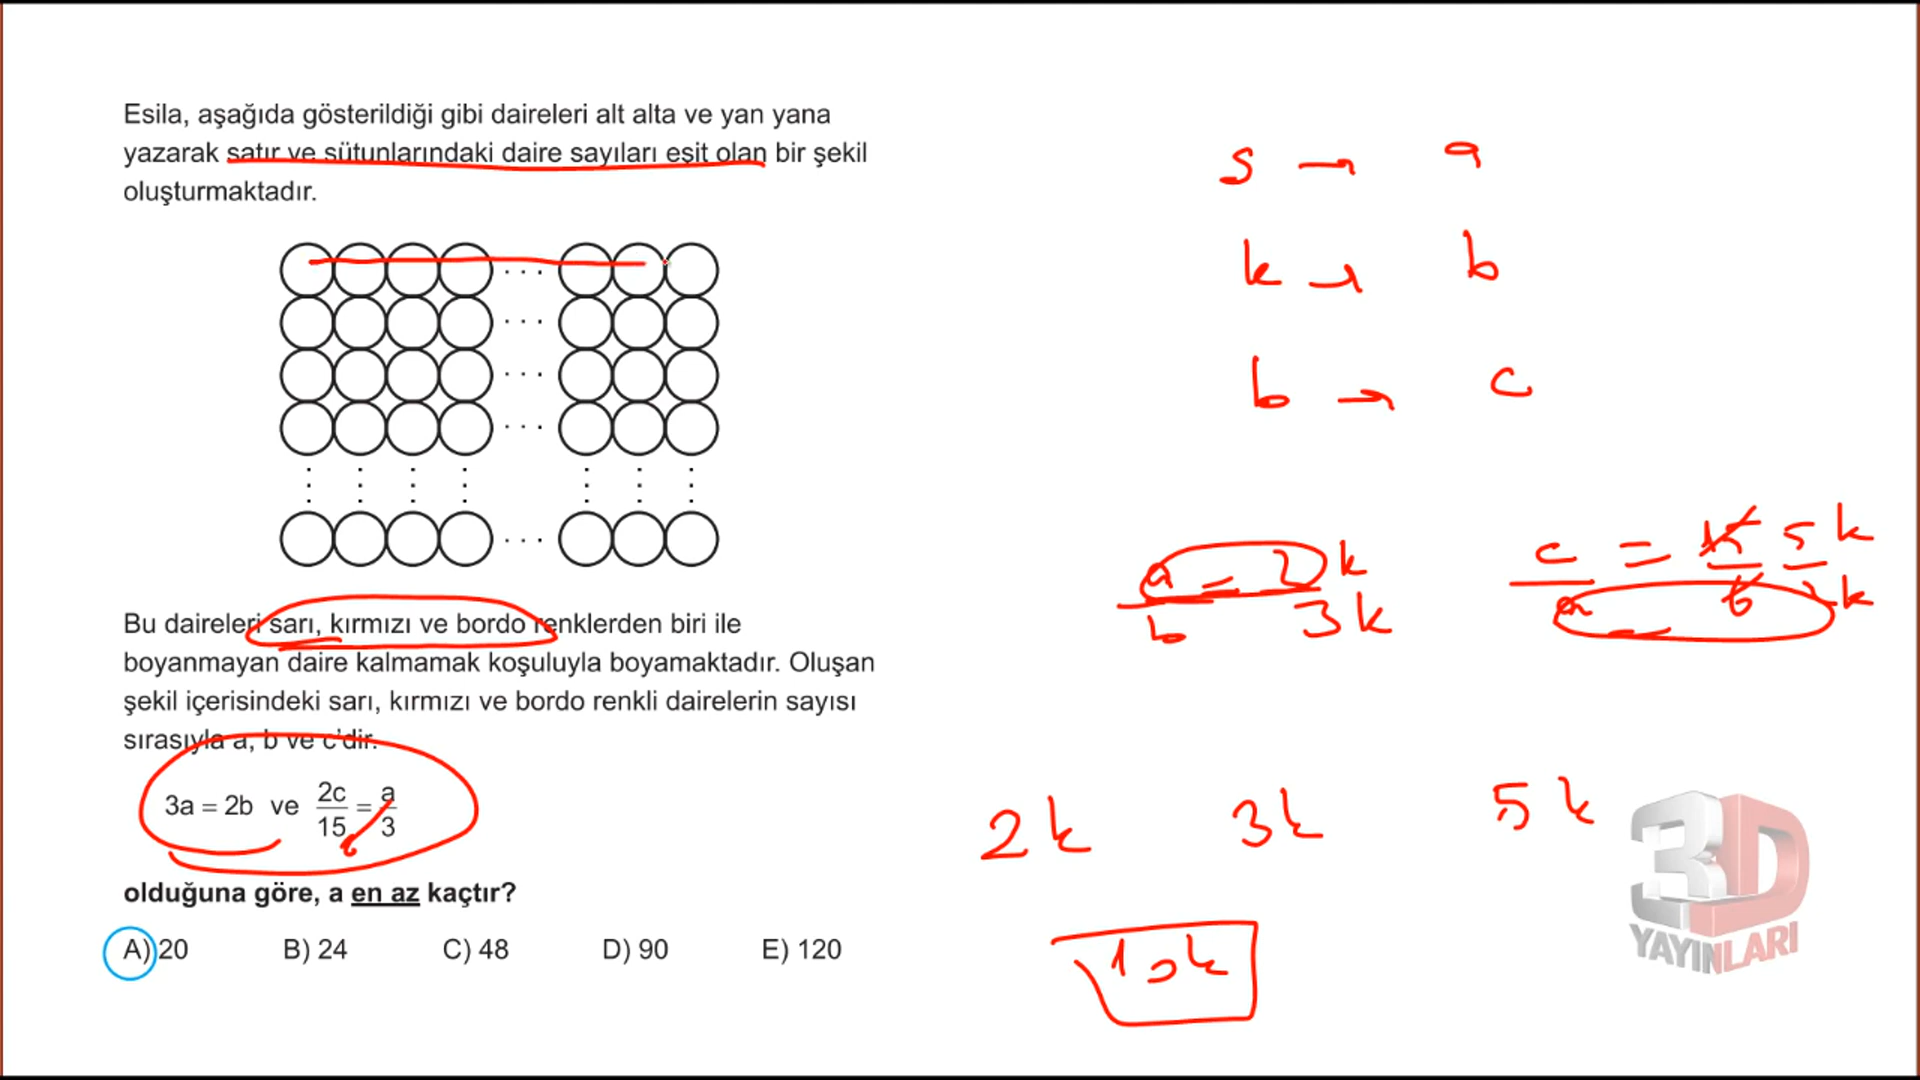 Esila, aşağıda gösterildiği gibi daireleri alt alta ve yan yana
yazarak satır ve sütunlarındaki daire sayıları eşit olan bir şekil
oluşturmaktadır.
Bu daireleri sarı, kırmızı ve bordo renklerden biri ile
boyanmayan daire kalmamak koşuluyla boyamaktadır. Oluşan
şekil içerisindeki sarı, kırmızı ve bordo renkli dairelerin sayısı
sırasıyla a, b ve c'dir.
3a = 2b ve 2c/15 = a/3
6
olduğuna göre, a en az kaçtır?
A) 20 B) 24 C) 48 D) 90 E) 120
s → a
k → b
b → c
a/b = 2k/3k
c/a = 15/6 5k/2k
2k 3k 5k
10k
3D
YAYINLARI